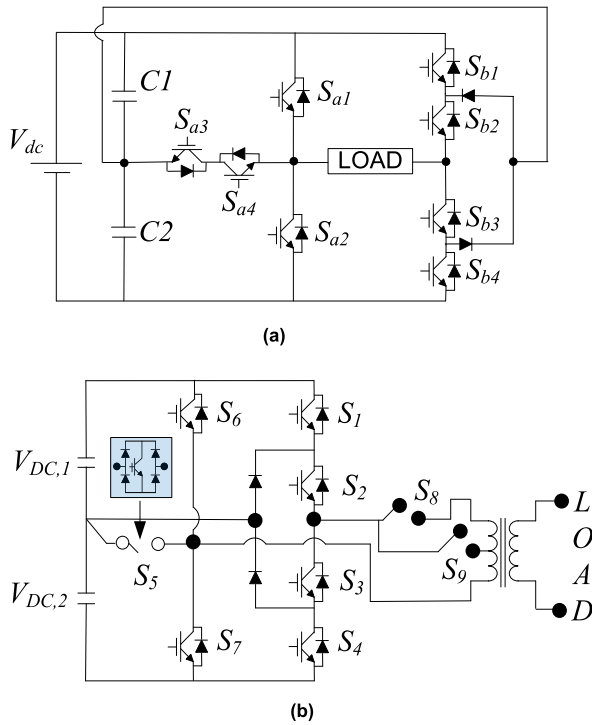 C1
V_dc
S_a3
S_a1
S_a4
C2
S_a2
LOAD
S_b1
S_b2
S_b3
S_b4
(a)
S_6
S_1
V_DC,1
S_2
S_8
S_5
S_9
S_3
V_DC,2
S_7
S_4
L
O
A
D
(b)